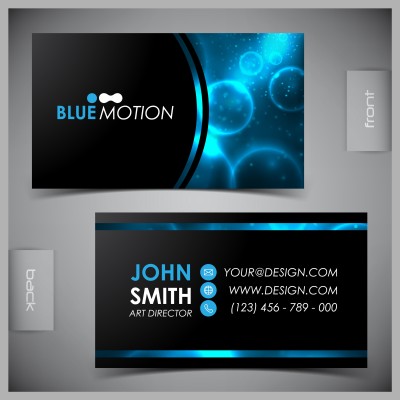 BLUE MOTION
front
back
JOHN
SMITH
ART DIRECTOR
YOUR@DESIGN.COM
WWW.DESIGN.COM
(123) 456 - 789 - 000